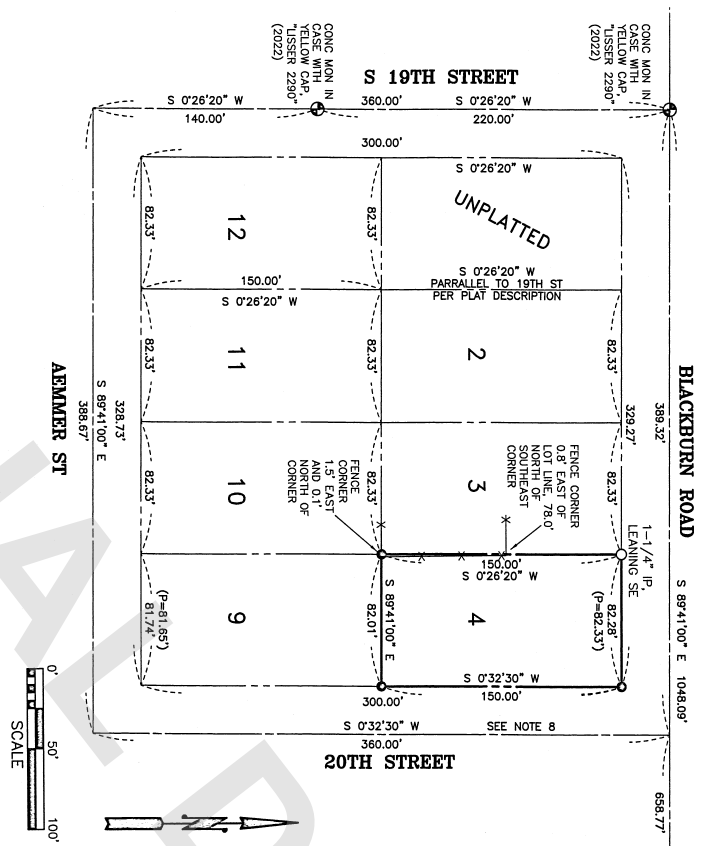 CONC MON IN
CASE WITH
YELLOW CAP,
"LISSER 2290"
(2022)
CONC MON IN
CASE WITH
YELLOW CAP,
"LISSER 2290"
(2022)
S 19TH STREET
S 0°26'20" W
140.00'
360.00'
S 0°26'20" W
220.00'
300.00'
S 0°26'20" W
UNPLATTED
12
82.33'
82.33'
150.00'
S 0°26'20" W
S 0°26'20" W
PARRALLEL TO 19TH ST
PER PLAT DESCRIPTION
11
82.33'
82.33'
2
82.33'
BLACKBURN ROAD
389.32'
329.27'
AEMMER ST
S 89°41'00" E
388.67'
328.73'
10
82.33'
82.33'
3
82.33'
FENCE CORNER
0.8' EAST OF
LOT LINE, 78.0'
NORTH OF
SOUTHEAST
CORNER
FENCE
CORNER
1.5' EAST
AND 0.1'
NORTH OF
CORNER
1-1/4" IP,
LEANING SE
150.00'
S 0°26'20" W
9
(P=81.65')
81.74'
S 89°41'00" E
82.01'
4
82.28'
(P=82.33')
S 0°32'30" W
150.00'
300.00'
S 89°41'00" E 1048.09'
S 0°32'30" W
360.00'
SEE NOTE 8
20TH STREET
658.77'
0'
50'
100'
SCALE